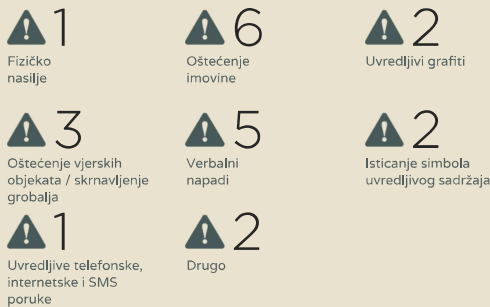 1
Fizičko
nasilje
6
Oštećenje
imovine
2
Uvredljivi grafiti
3
Oštećenje vjerskih
objekata / skrnavljenje
grobalja
5
Verbalni
napadi
2
Isticanje simbola
uvredljivog sadržaja
1
Uvredljive telefonske,
internetske i SMS
poruke
2
Drugo